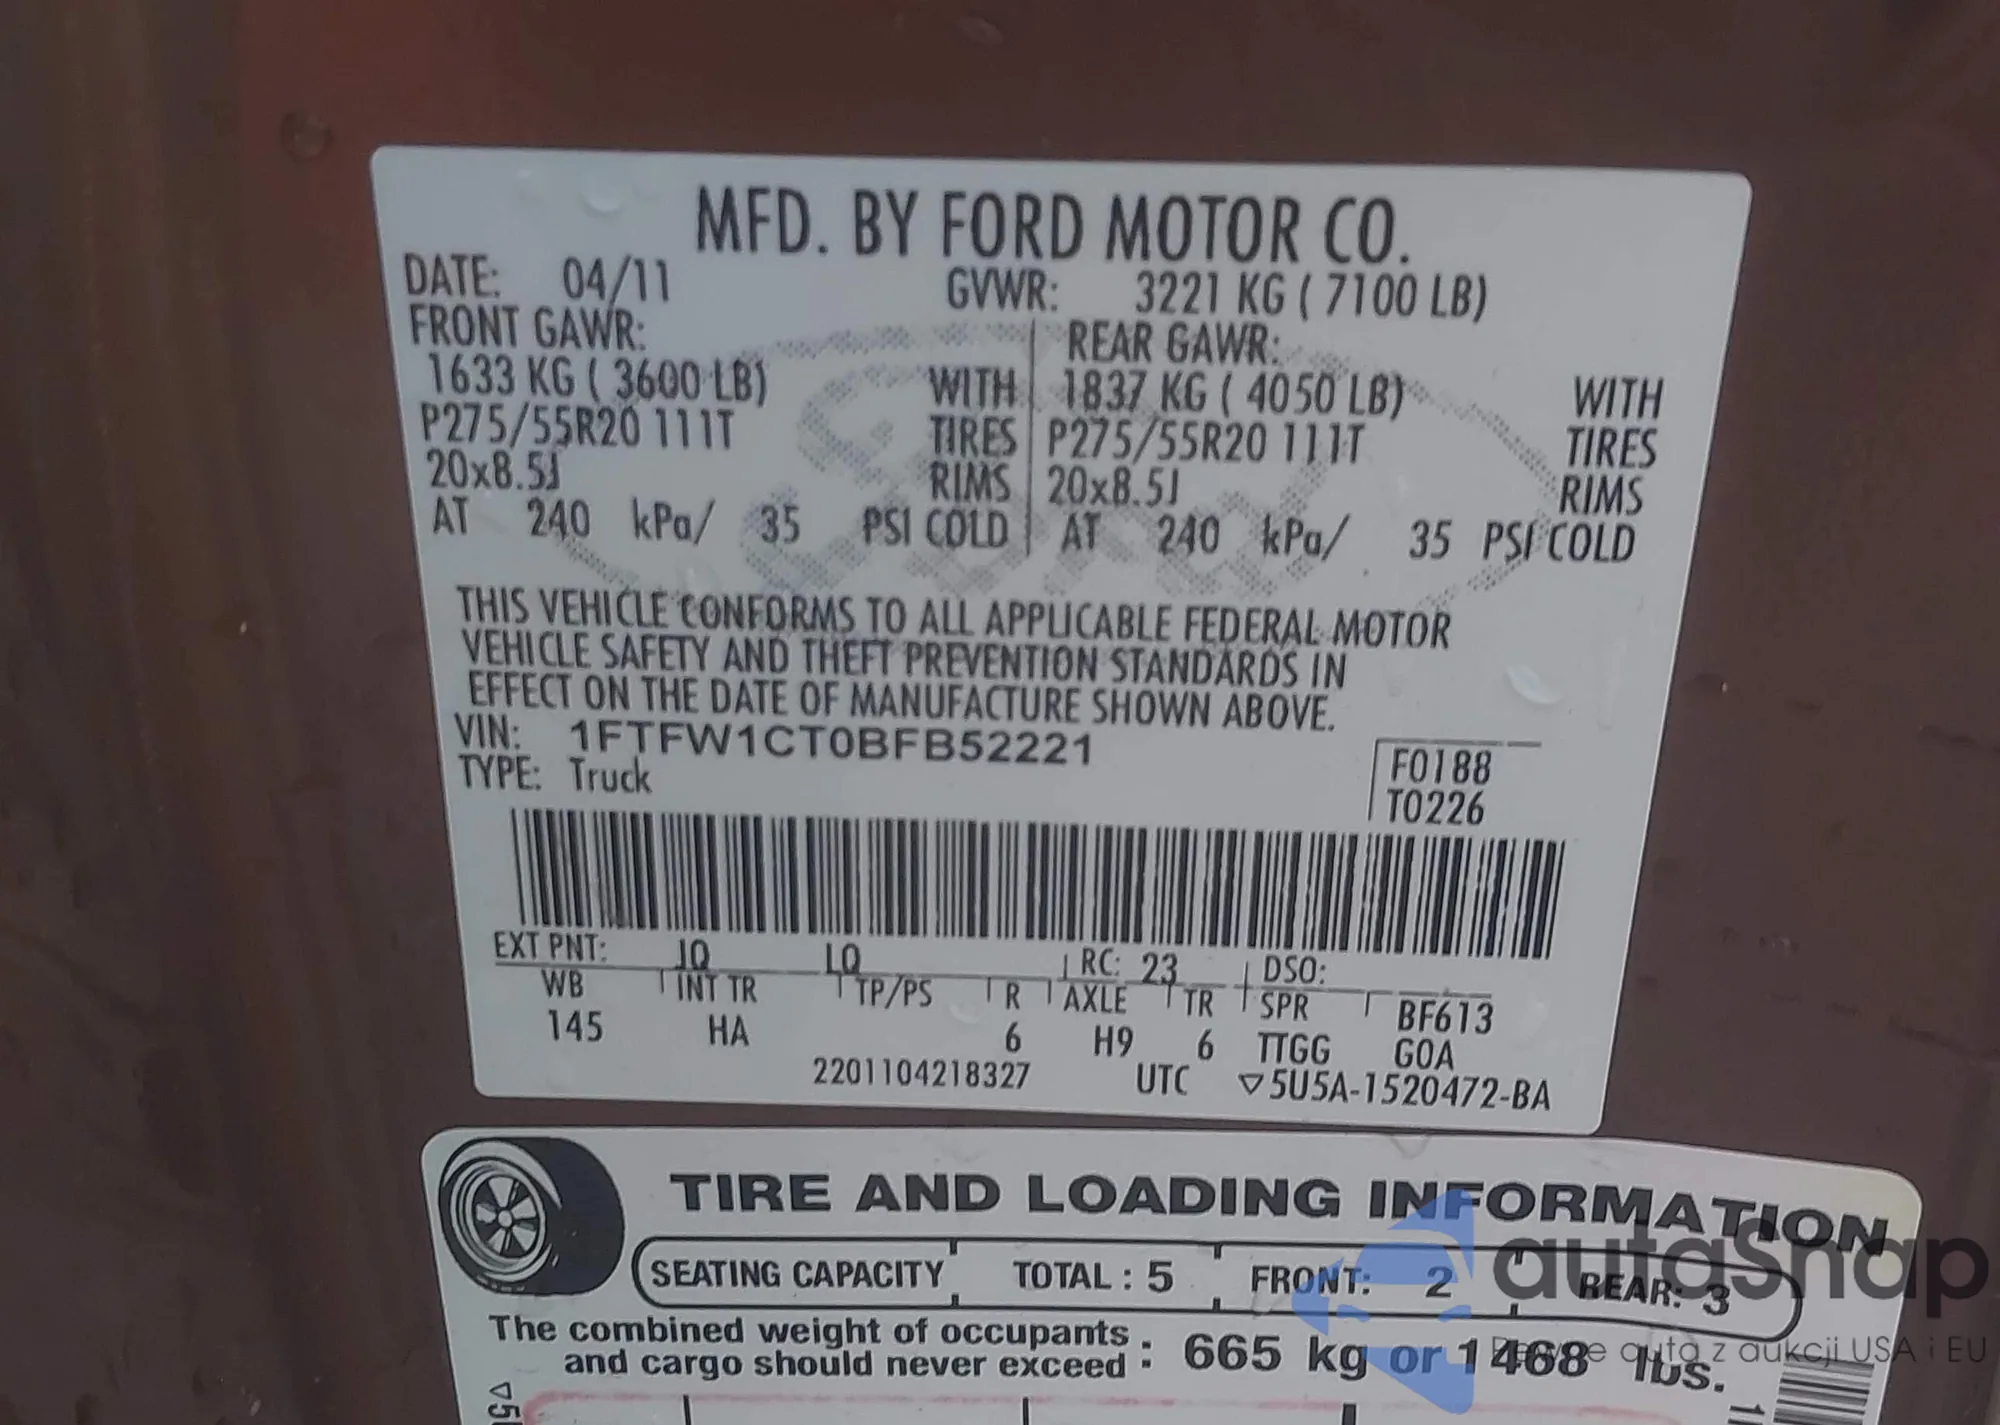 MFD. BY FORD MOTOR CO.
DATE: 04/11 GVWR: 3221 KG ( 7100 LB)
FRONT GAWR: REAR GAWR:
1633 KG ( 3600 LB) WITH 1837 KG ( 4050 LB) WITH
P275/55R20 111T TIRES P275/55R20 111T TIRES
20x8.5J RIMS 20x8.5J RIMS
AT 240 kPa/ 35 PSI COLD AT 240 kPa/ 35 PSI COLD
THIS VEHICLE CONFORMS TO ALL APPLICABLE FEDERAL MOTOR
VEHICLE SAFETY AND THEFT PREVENTION STANDARDS IN
EFFECT ON THE DATE OF MANUFACTURE SHOWN ABOVE.
VIN: 1FTFW1CT0BFB52221
TYPE: Truck
F0188
T0226
EXT PNT: JQ LQ RC: 23 DSO:
WB INT TR TP/PS R AXLE TR SPR BF613
145 HA 6 H9 6 TTGG GOA
2201104218327 UTC ▽5U5A-1520472-BA
TIRE AND LOADING INFORMATION
SEATING CAPACITY TOTAL : 5 FRONT: 2 REAR: 3
The combined weight of occupants
and cargo should never exceed : 665 kg or 1468 lbs.
autaSnap
auta z aukcji USA i EU